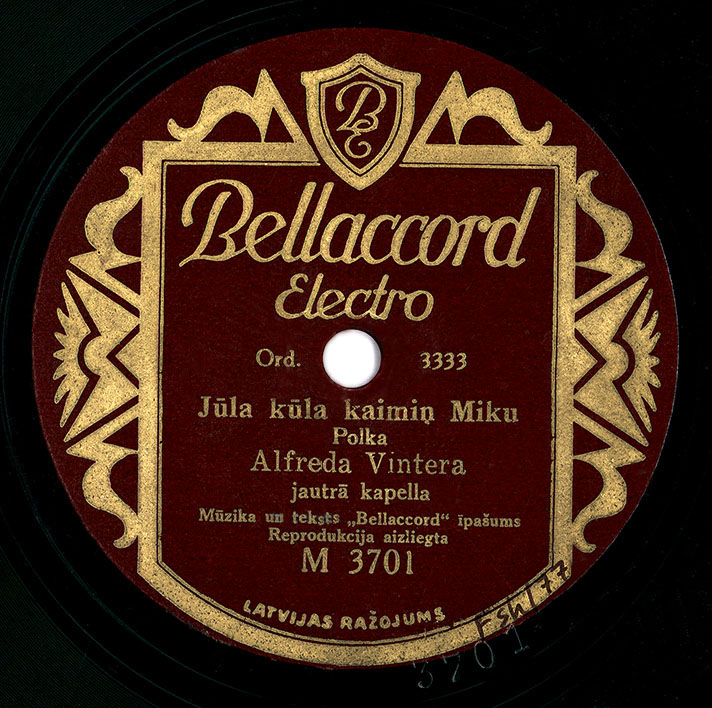 BE
Bellaccord
Electro
Ord. 3333
Jūla kūla kaimiņ Miku
Polka
Alfreda Vintera
jautrā kapella
Mūzika un teksts „Bellaccord“ īpašums
Reprodukcija aizliegta
M 3701
LATVIJAS RAŽOJUMS
3701